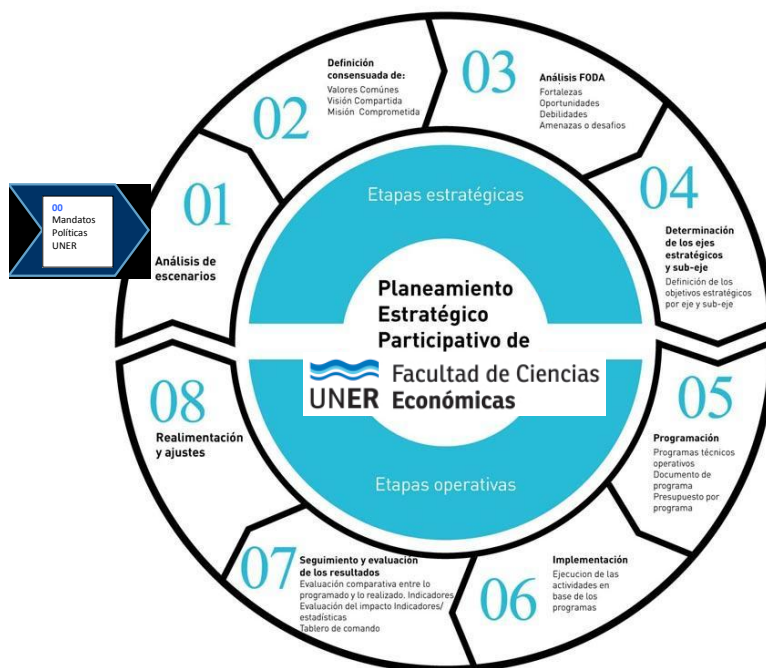 00
Mandatos
Políticas
UNER
01
Análisis de
escenarios
02
Definición
consensuada de:
Valores Comúnes
Visión Compartida
Misión Comprometida
03
Análisis FODA
Fortalezas
Oportunidades
Debilidades
Amenazas o desafios
04
Determinación
de los ejes
estratégicos
y sub-eje
Definición de los
objetivos estratégicos
por eje y sub-eje
Etapas estratégicas
Planeamiento
Estratégico
Participativo de
UNER
Facultad de Ciencias
Económicas
Etapas operativas
05
Programación
Programas técnicos
operativos
Documento de
programa
Presupuesto por
programa
06
Implementación
Ejecucion de las
actividades en
base de los
programas
07
Seguimiento y evaluación
de los resultados
Evaluación comparativa entre lo
programado y lo realizado. Indicadores
Evaluación del impacto Indicadores/
estadísticas
Tablero de comando
08
Realimentación
y ajustes